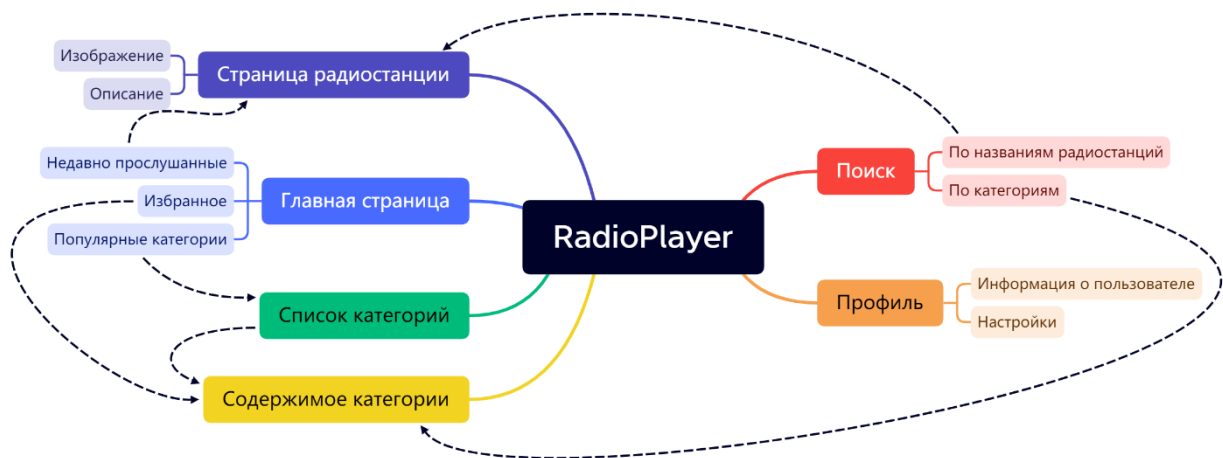 Изображение
Описание
Страница радиостанции
Недавно прослушанные
Избранное
Популярные категории
Главная страница
Список категорий
Содержимое категории
RadioPlayer
Поиск
По названиям радиостанций
По категориям
Профиль
Информация о пользователе
Настройки